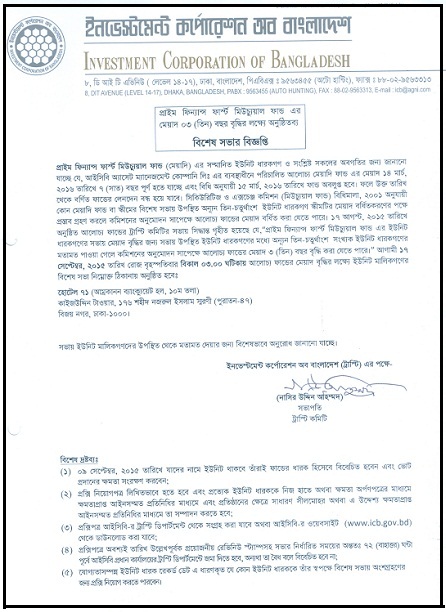 ইনভেস্টমেন্ট কর্পোরেশন অব বাংলাদেশ
INVESTMENT CORPORATION OF BANGLADESH
৮, ডি আই টি এভিনিউ ( লেভেল ১৪-১৭), ঢাকা, বাংলাদেশ, পিএবিএক্স : ৯৫৬৩৪৫৫ (অটো হান্টিং), ফ্যাক্স : ৮৮-০২-৯৫৬৩৩১৩
8, DIT AVENUE (LEVEL 14-17), DHAKA, BANGLADESH, PABX : 9563455 (AUTO HUNTING), FAX : 88-02-9563313, E-mail : icb@agni.com
প্রাইম ফিন্যান্স ফার্স্ট মিউচ্যুয়াল ফান্ড এর
মেয়াদ ০৩ (তিন) বছর বৃদ্ধির লক্ষ্যে অনুষ্ঠিতব্য
বিশেষ সভার বিজ্ঞপ্তি
প্রাইম ফিন্যান্স ফার্স্ট মিউচ্যুয়াল ফান্ড (মেয়াদি) এর সম্মানিত ইউনিট ধারকগণ ও সংশ্লিষ্ট সকলের অবগতির জন্য জানানো
যাচ্ছে যে, আইসিবি অ্যাসেট ম্যানেজমেন্ট কোম্পানি লিঃ এর ব্যবস্থাধীনে পরিচালিত আলোচ্য ফান্ডের মেয়াদ ১৪ মার্চ,
২০১৬ তারিখে ৭ (সাত) বছর পূর্ণ হতে যাচ্ছে এবং বিধি অনুযায়ী ১৫ মার্চ, ২০১৬ তারিখে ফান্ড অবলুপ্ত হবে। ফলে উক্ত তারিখ
থেকে বর্ণিত ফান্ডের লেনদেন বন্ধ হয়ে যাবে। সিকিউরিটিজ ও এক্সচেঞ্জ কমিশন (মিউচ্যুয়াল ফান্ড) বিধিমালা, ২০০১ অনুযায়ী
কোন মেয়াদি ফান্ড বা স্কীমের বিশেষ সভায় উপস্থিত অন্যূন তিন-চতুর্থাংশ ইউনিট ধারকগণ স্কীমটির মেয়াদ বর্ধিতকরণের পক্ষে
প্রস্তাব গ্রহণ করলে কমিশনের অনুমোদন সাপেক্ষে আলোচ্য ফান্ডের মেয়াদ বর্ধিত করা যেতে পারে। ১৭ আগস্ট, ২০১৫ তারিখে
অনুষ্ঠিত আলোচ্য ফান্ডের ট্রাস্টি কমিটির সভায় সিদ্ধান্ত গৃহীত হয়েছে যে,“প্রাইম ফিন্যান্স ফার্স্ট মিউচ্যুয়াল ফান্ড এর ইউনিট
ধারকগণের সভায় মেয়াদ বৃদ্ধির জন্য সভায় উপস্থিত ইউনিট ধারকগণের মধ্যে অন্যূন তিন-চতুর্থাংশ সংখ্যক ইউনিট ধারকগণের
মতামত পাওয়া গেলে কমিশনের অনুমোদন সাপেক্ষে আলোচ্য ফান্ডের মেয়াদ ৩ (তিন) বছর বৃদ্ধি করা যেতে পারে।” আগামী ১৭
সেপ্টেম্বর, ২০১৫ তারিখ রোজ বৃহস্পতিবার বিকাল ০৩.০০ ঘটিকায় আলোচ্য ফান্ডের মেয়াদ বৃদ্ধির লক্ষ্যে ইউনিট মালিকগণের
বিশেষ সভা নিম্নোক্ত ঠিকানায় অনুষ্ঠিত হবে:
হোটেল ৭১ (আম্রকানন ব্যাংকোয়েট হল, ১০ম তলা)
কাইজউদ্দিন টাওয়ার, ১৭৬ শহীদ নজরুল ইসলাম স্মরণী (পুরাতন-৪৭)
বিজয় নগর, ঢাকা-১০০০।
সভায় ইউনিট মালিকগণদের উপস্থিত থেকে মতামত দেয়ার জন্য বিশেষভাবে অনুরোধ জানানো যাচ্ছে।
ইনভেস্টমেন্ট কর্পোরেশন অব বাংলাদেশ (ট্রাস্টি) এর পক্ষে-
(নাসির উদ্দিন আহমেদ)
সভাপতি
ট্রাস্টি কমিটি
বিশেষ দ্রষ্টব্য:
(১) ০৯ সেপ্টেম্বর, ২০১৫ তারিখে যাদের নামে ইউনিট থাকবে তাঁরাই ফান্ডের ধারক হিসেবে বিবেচিত হবেন এবং ভোট
প্রদানের ক্ষমতা সংরক্ষণ করবেন;
(২) প্রক্সি নিয়োগপত্র লিখিতভাবে হতে হবে এবং প্রত্যেক ইউনিট ধারককে নিজ হাতে অথবা ক্ষমতা অর্পণপত্রের মাধ্যমে
ক্ষমতাপ্রাপ্ত আইনসম্মত প্রতিনিধির মাধ্যমে এবং প্রতিষ্ঠানের ক্ষেত্রে সাধারণ সীলমোহর অথবা এ উদ্দেশ্যে ক্ষমতাপ্রাপ্ত
আইনসম্মত প্রতিনিধির মাধ্যমে তা সম্পাদন করতে হবে;
(৩) প্রক্সিপত্র আইসিবি-র ট্রাস্টি ডিপার্টমেন্ট থেকে সংগ্রহ করা যাবে অথবা আইসিবির ওয়েবসাইট (www.icb.gov.bd)
থেকে ডাউনলোড করা যাবে;
(৪) প্রক্সিপত্রে অবশ্যই তারিখ উল্লেখপূর্বক প্রয়োজনীয় রেভিনিউ স্ট্যাম্পসহ সভার নির্ধারিত সময়ের অন্ততঃ ৭২ (বাহাত্তর) ঘন্টা
পূর্বে আইসিবি প্রধান কার্যালয়ের ট্রাস্টি ডিপার্টমেন্টে জমা দিতে হবে, অন্যথা তা বৈধ বলে বিবেচিত হবে না;
(৫) যোগ্যতাসম্পন্ন ইউনিট ধারক রেকর্ড ডেট এ ধারণকৃত যে কোন ইউনিট ধারককে তাঁর স্বপক্ষে বিশেষ সভায় অংশগ্রহণের
জন্য প্রক্সি নিয়োগ করতে পারবেন।